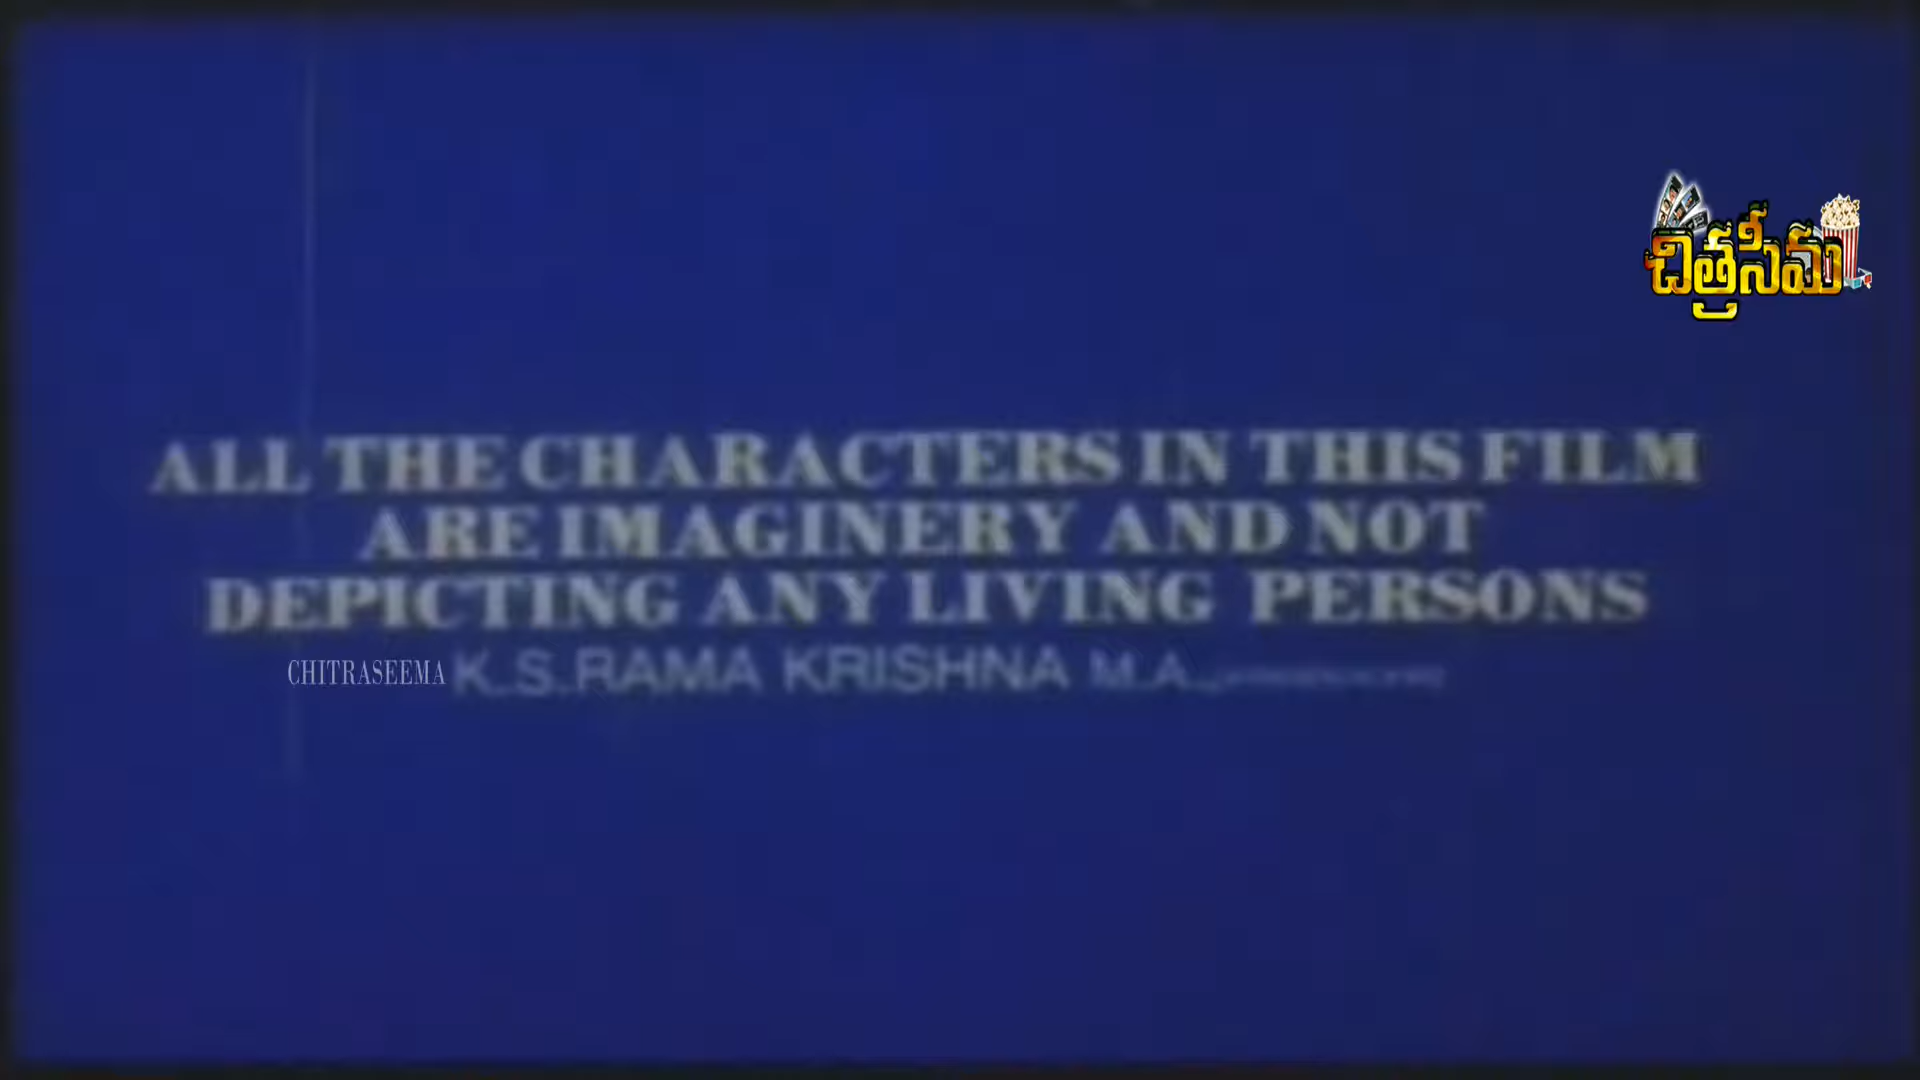 చిత్రసీమ
ALL THE CHARACTERS IN THIS FILM
ARE IMAGINERY AND NOT
DEPICTING ANY LIVING PERSONS
CHITRASEEMA K.S.RAMA KRISHNA M.A.,